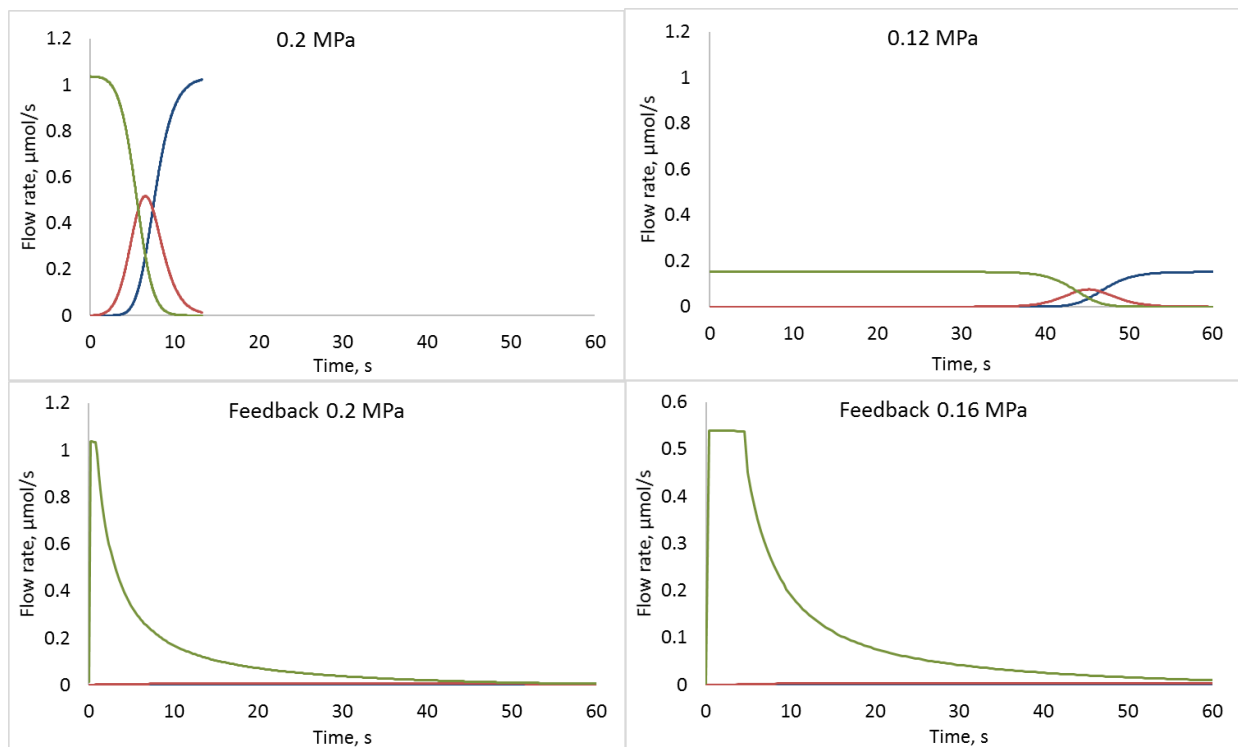 0.2 MPa
1.2
1
0.8
0.6
0.4
0.2
0
Flow rate, µmol/s
0 10 20 30 40 50 60
Time, s
0.12 MPa
1.2
1
0.8
0.6
0.4
0.2
0
Flow rate, µmol/s
0 10 20 30 40 50 60
Time, s
Feedback 0.2 MPa
1.2
1
0.8
0.6
0.4
0.2
0
Flow rate, µmol/s
0 10 20 30 40 50 60
Time, s
Feedback 0.16 MPa
0.6
0.5
0.4
0.3
0.2
0.1
0
Flow rate, µmol/s
0 10 20 30 40 50 60
Time, s